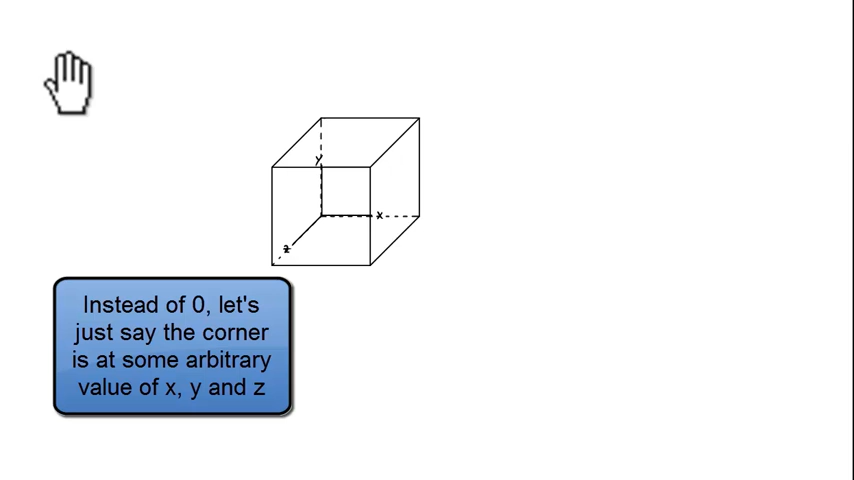 y
x
z
Instead of 0, let's
just say the corner
is at some arbitrary
value of x, y and z